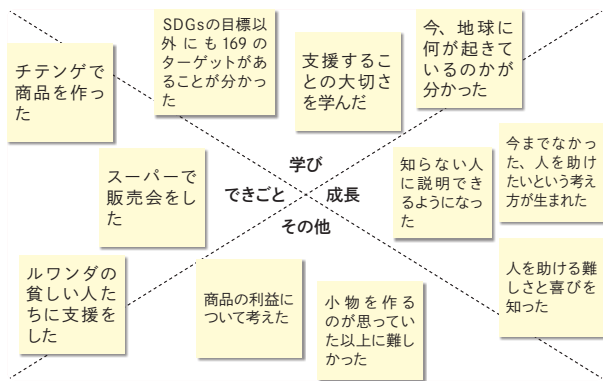 チテンゲで
商品を作っ
た
SDGsの目標以
外にも169の
ターゲットがあ
ることが分かっ
た
支援するこ
との大切さ
を学んだ
今、地球に
何が起きて
いるのかが
分かった
スーパーで
販売会をし
た
学び
できごと
成長
その他
知らない人
に説明でき
るようになっ
た
今までなかっ
た、人を助け
たいという考え
方が生まれた
ルワンダの
貧しい人た
ちに支援を
した
商品の利益に
ついて考えた
小物を作る
のが思ってい
た以上に難し
かった
人を助ける難
しさと喜びを
知った